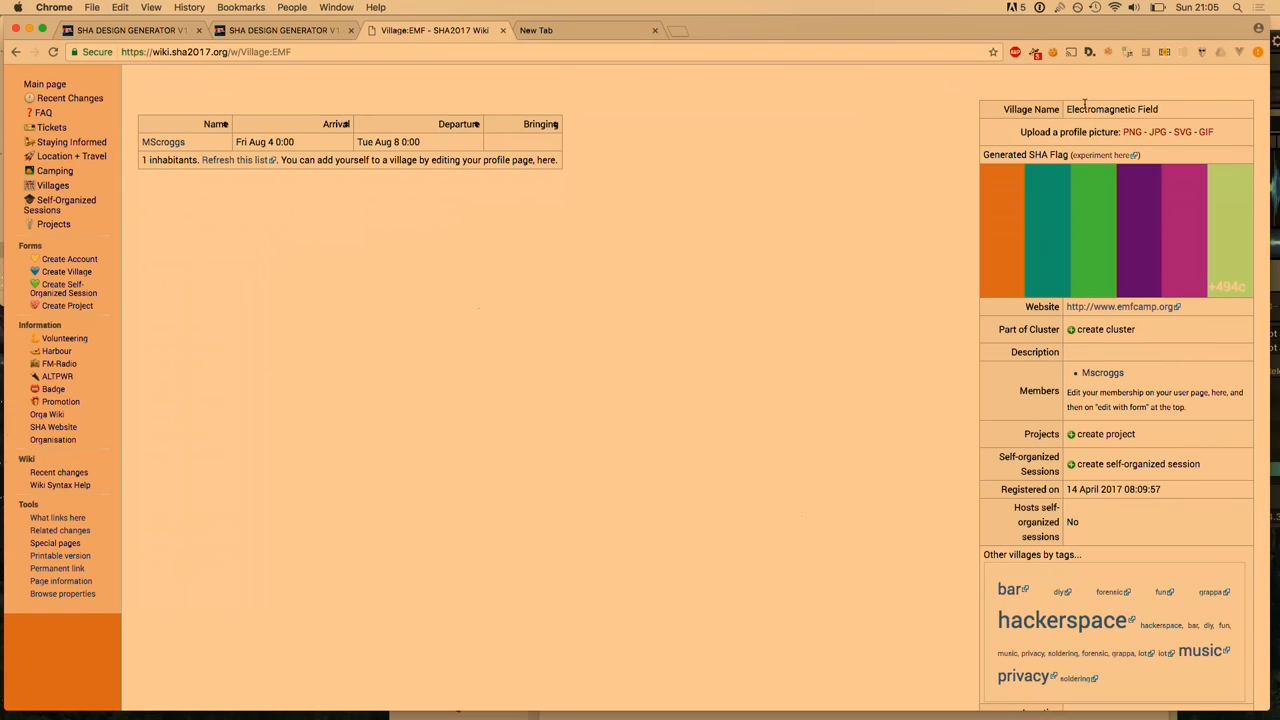 Chrome File Edit View History Bookmarks People Window Help
5 Sun 21:05
SHA DESIGN GENERATOR V1
SHA DESIGN GENERATOR V1
Village:EMF - SHA2017 Wiki
New Tab
Secure https://wiki.sha2017.org/w/Village:EMF
Main page
Recent Changes
FAQ
Tickets
Staying Informed
Location + Travel
Camping
Villages
Self-Organized
Sessions
Projects
Forms
Create Account
Create Village
Create Self-
Organized Session
Create Project
Information
Volunteering
Harbour
FM-Radio
ALTPWR
Badge
Promotion
Orga Wiki
SHA Website
Organisation
Wiki
Recent changes
Wiki Syntax Help
Tools
What links here
Related changes
Special pages
Printable version
Permanent link
Page information
Browse properties
Name Arrival Departure Bringing
MScroggs Fri Aug 4 0:00 Tue Aug 8 0:00
1 inhabitants. Refresh this list. You can add yourself to a village by editing your profile page, here.
Village Name Electromagnetic Field
Upload a profile picture: PNG - JPG - SVG - GIF
Generated SHA Flag (experiment here)
+494c
Website http://www.emfcamp.org
Part of Cluster create cluster
Description
Members
Mscroggs
Edit your membership on your user page, here, and
then on "edit with form" at the top.
Projects create project
Self-organized
Sessions
create self-organized session
Registered on 14 April 2017 08:09:57
Hosts self-
organized
sessions
No
Other villages by tags...
bar diy forensic fun grappa
hackerspace hackerspace, bar, diy, fun,
music, privacy, soldering, forensic, grappa, iot iot music
privacy soldering